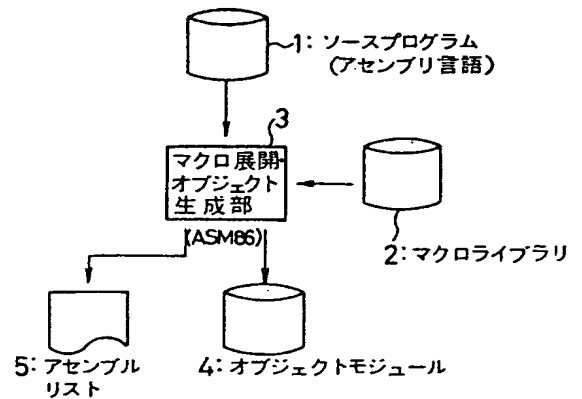 1: ソースプログラム
(アセンブリ言語)
3
マクロ展開・
オブジェクト
生成部
(ASM86)
2:マクロライブラリ
5:アセンブル
リスト
4:オブジェクトモジュール